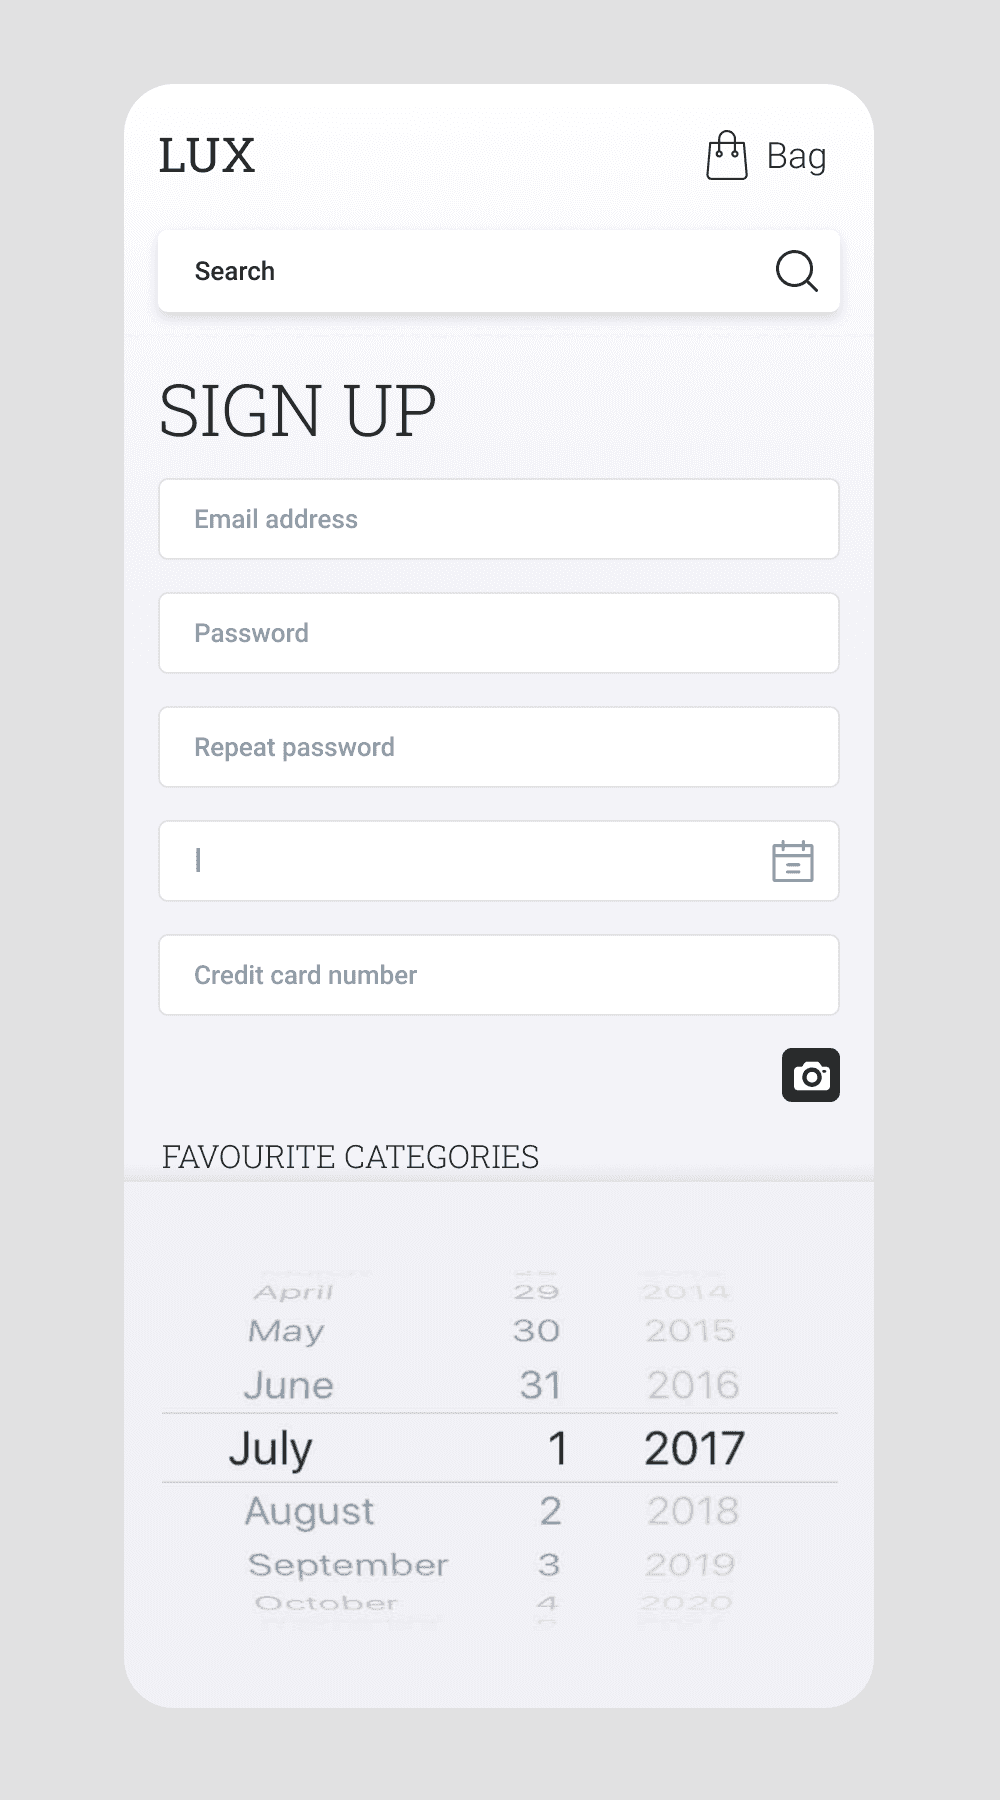 LUX
Bag
Search
SIGN UP
Email address
Password
Repeat password
Credit card number
FAVOURITE CATEGORIES
April 29 2014
May 30 2015
June 31 2016
July 1 2017
August 2 2018
September 3 2019
October 4 2020